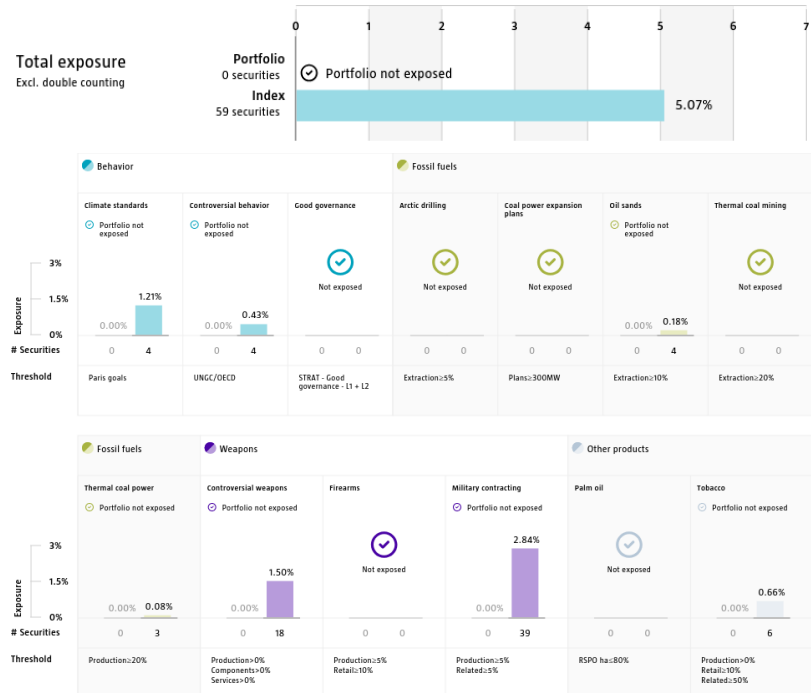 0 1 2 3 4 5 6 7
Total exposure
Excl. double counting
Portfolio
0 securities
Portfolio not exposed
Index
59 securities
5.07%
Behavior
Fossil fuels
Climate standards
Controversial behavior
Good governance
Arctic drilling
Coal power expansion
plans
Oil sands
Thermal coal mining
Portfolio not
exposed
Portfolio not
exposed
Not exposed
Not exposed
Not exposed
Portfolio not
exposed
Not exposed
Exposure
3%
1.5%
0%
0.00% 1.21%
0.00% 0.43%
0.00% 0.18%
# Securities 0 4 0 4 0 0 0 0 0 0 0 4 0 0
Threshold
Paris goals
UNGC/OECD
STRAT - Good
governance - L1 + L2
Extraction≥5%
Plans≥300MW
Extraction≥10%
Extraction≥20%
Fossil fuels
Weapons
Other products
Thermal coal power
Controversial weapons
Firearms
Military contracting
Palm oil
Tobacco
Portfolio not exposed
Portfolio not exposed
Not exposed
Portfolio not exposed
Not exposed
Portfolio not exposed
Exposure
3%
1.5%
0%
0.00% 0.08%
0.00% 1.50%
0.00% 2.84%
0.00% 0.66%
# Securities 0 3 0 18 0 0 0 39 0 0 0 6
Threshold
Production≥20%
Production>0%
Components>0%
Services>0%
Production≥5%
Retail≥10%
Production≥5%
Related≥5%
RSPO ha≤80%
Production>0%
Retail≥10%
Related≥50%